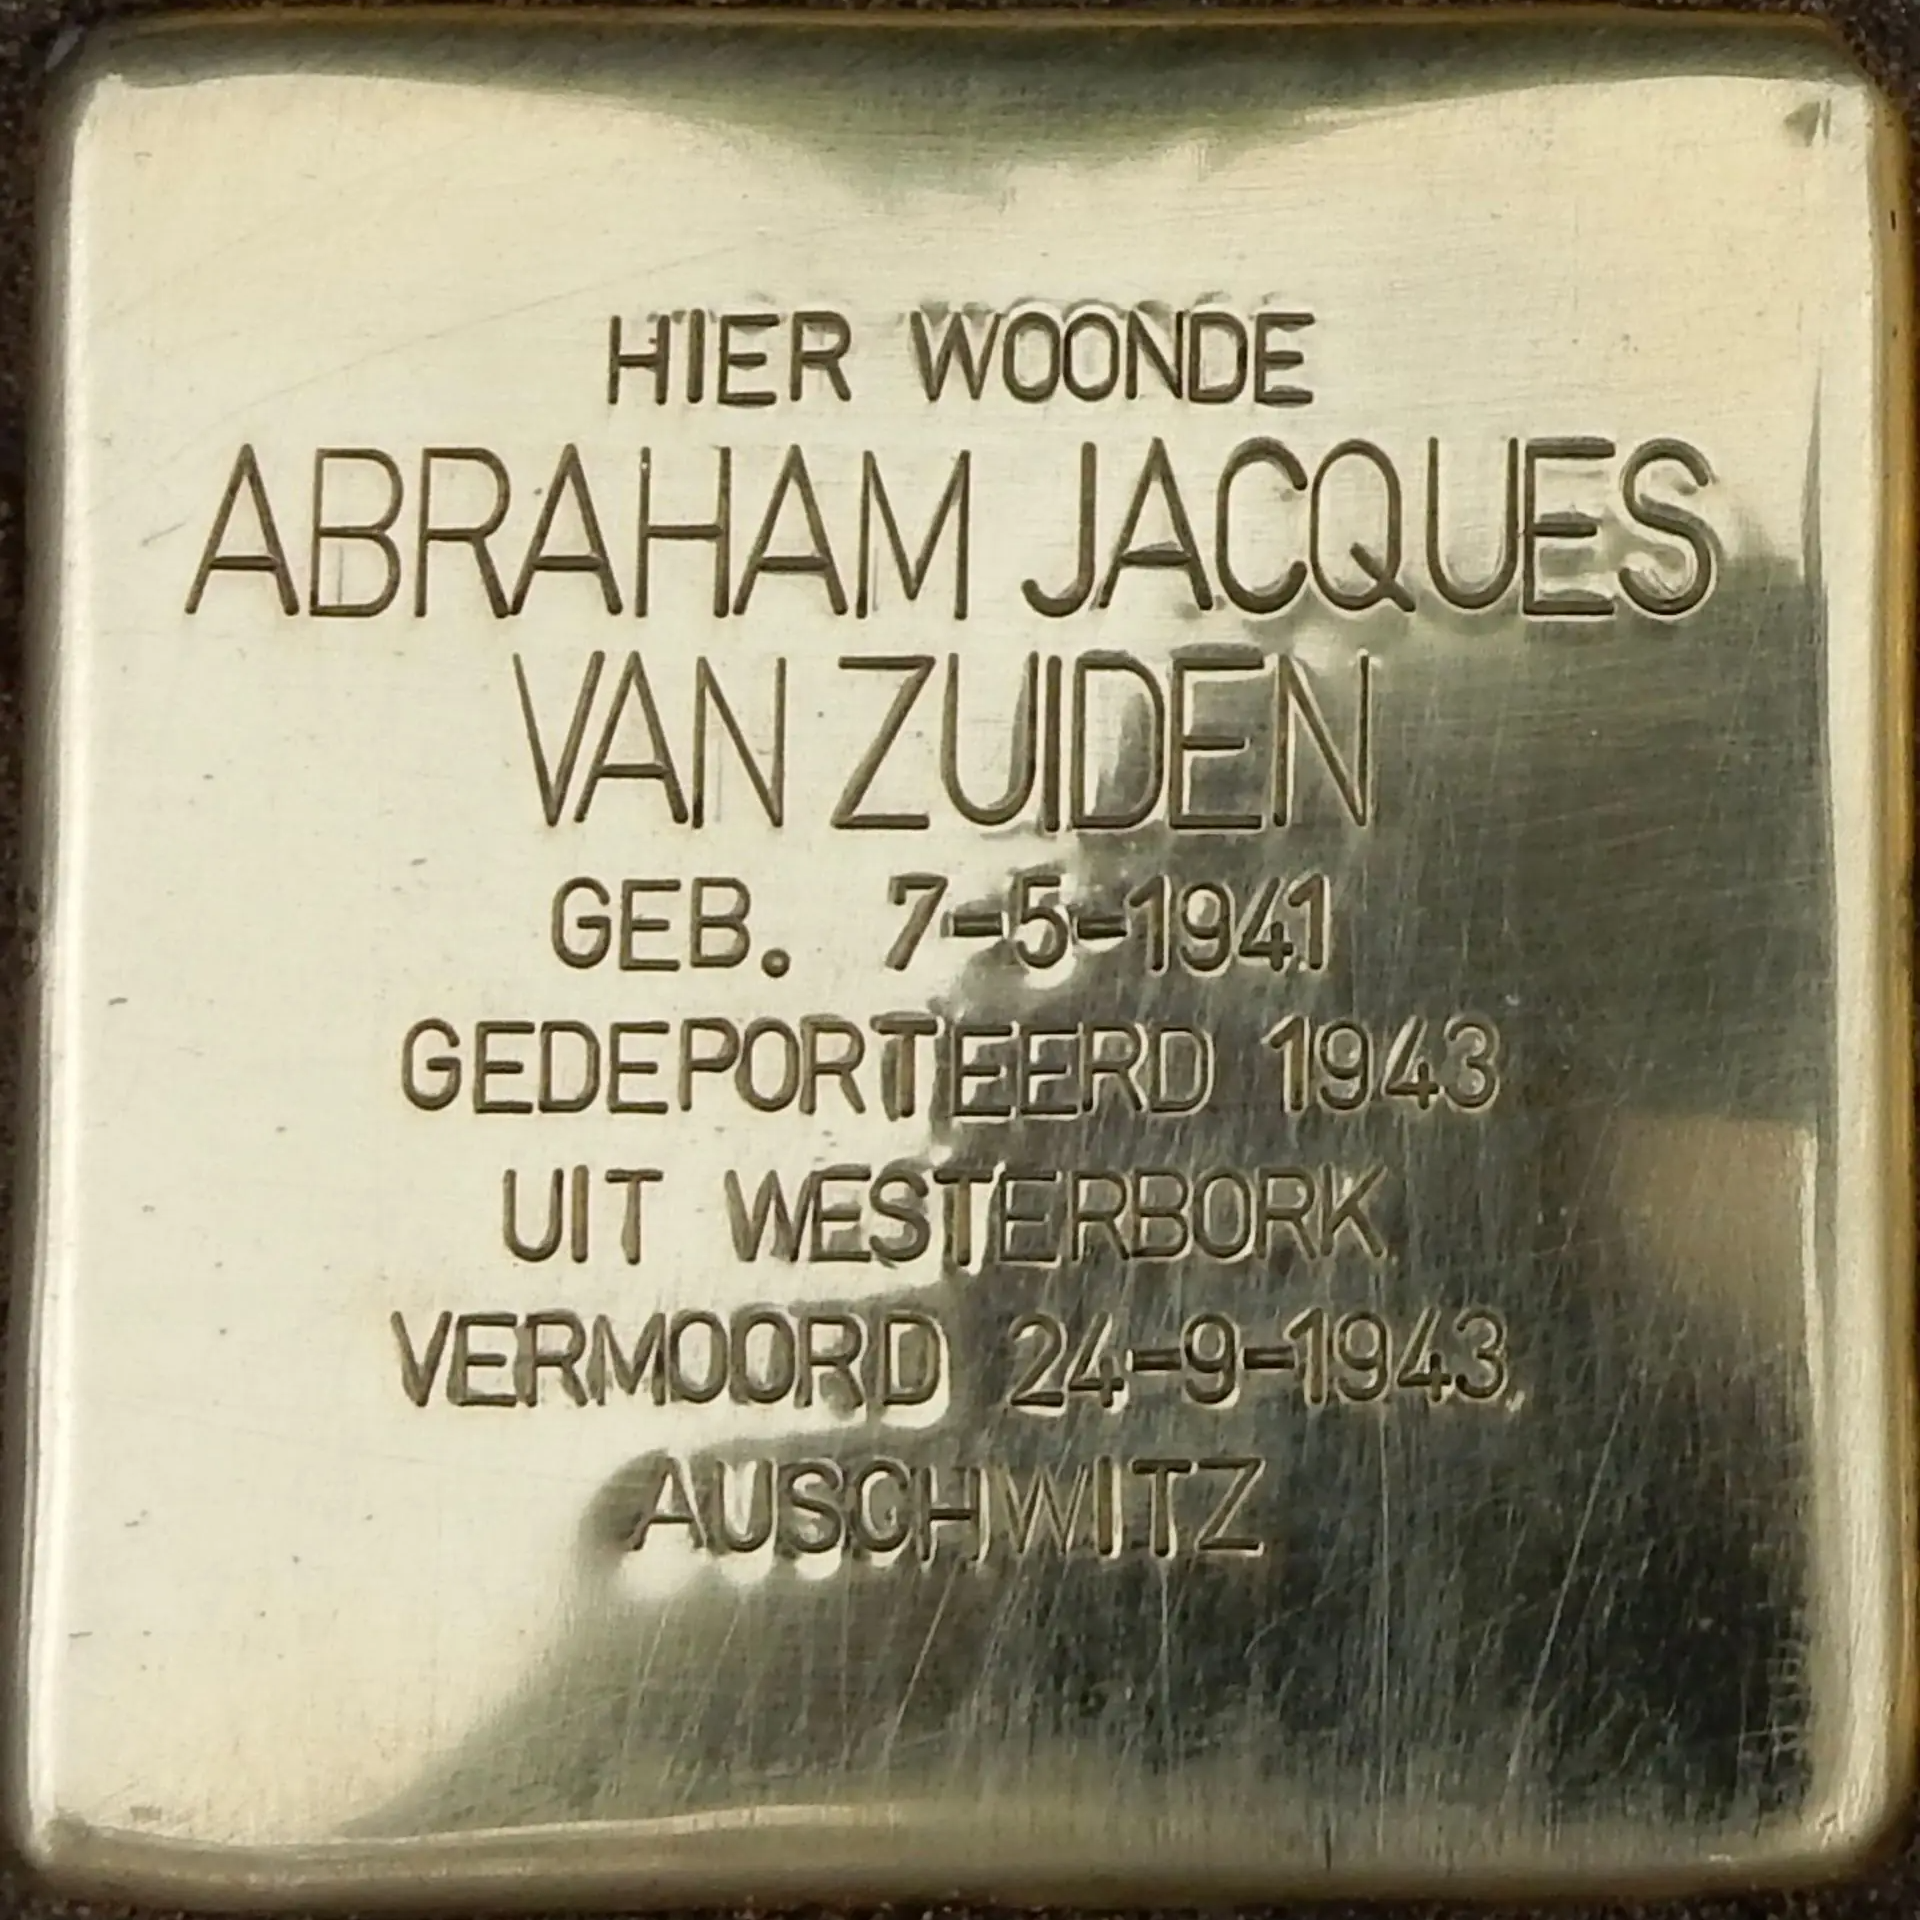 HIER WOONDE
ABRAHAM JACQUES
VAN ZUIDEN
GEB. 7-5-1941
GEDEPORTEERD 1943
UIT WESTERBORK
VERMOORD 24-9-1943
AUSCHWITZ